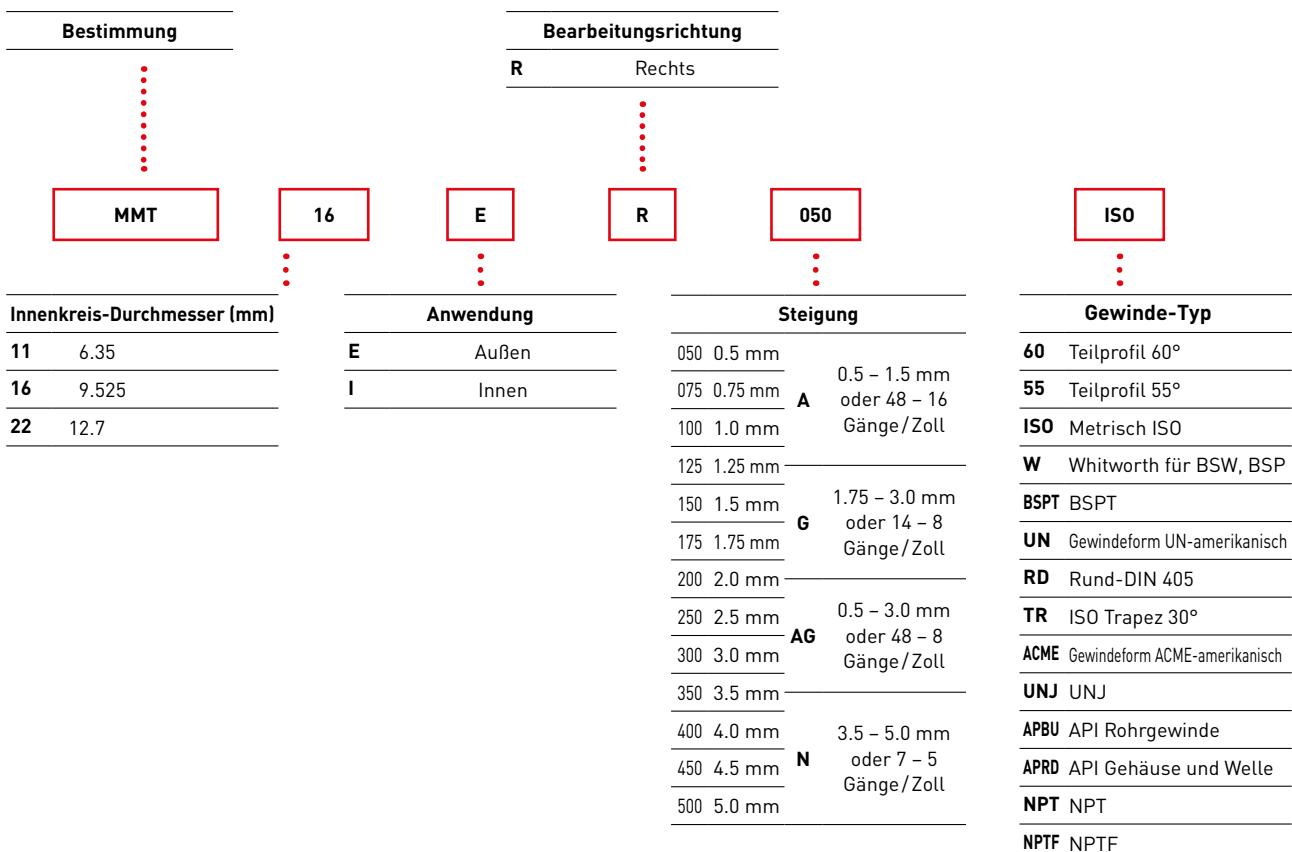 Bestimmung
Bearbeitungsrichtung
R Rechts
MMT 16 E R 050 ISO
Innenkreis-Durchmesser (mm)
11 6.35
16 9.525
22 12.7
Anwendung
E Außen
I Innen
Steigung
050 0.5 mm
075 0.75 mm
100 1.0 mm
125 1.25 mm
150 1.5 mm
175 1.75 mm
200 2.0 mm
250 2.5 mm
300 3.0 mm
350 3.5 mm
400 4.0 mm
450 4.5 mm
500 5.0 mm
A
0.5 – 1.5 mm
oder 48 – 16
Gänge/Zoll
G
1.75 – 3.0 mm
oder 14 – 8
Gänge/Zoll
AG
0.5 – 3.0 mm
oder 48 – 8
Gänge/Zoll
N
3.5 – 5.0 mm
oder 7 – 5
Gänge/Zoll
Gewinde-Typ
60 Teilprofil 60°
55 Teilprofil 55°
ISO Metrisch ISO
W Whitworth für BSW, BSP
BSPT BSPT
UN Gewindeform UN-amerikanisch
RD Rund-DIN 405
TR ISO Trapez 30°
ACME Gewindeform ACME-amerikanisch
UNJ UNJ
APBU API Rohrgewinde
APRD API Gehäuse und Welle
NPT NPT
NPTF NPTF